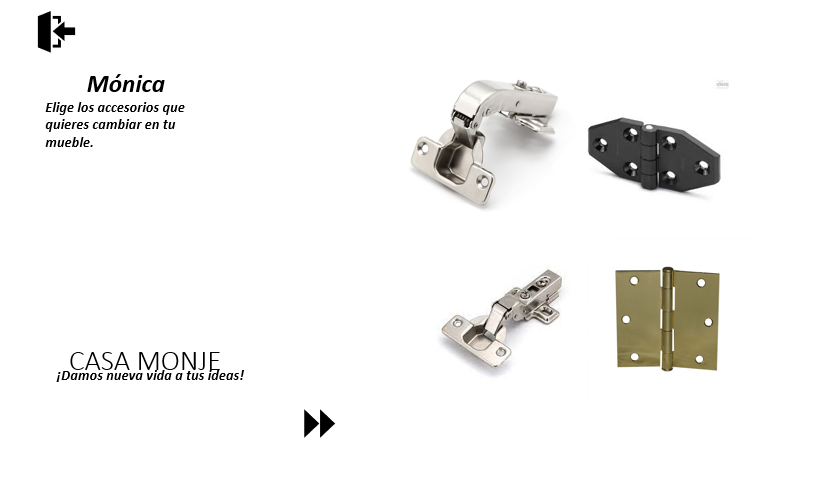 Mónica
Elige los accesorios que
quieres cambiar en tu
mueble.
CASA MONJE
¡Damos nueva vida a tus ideas!